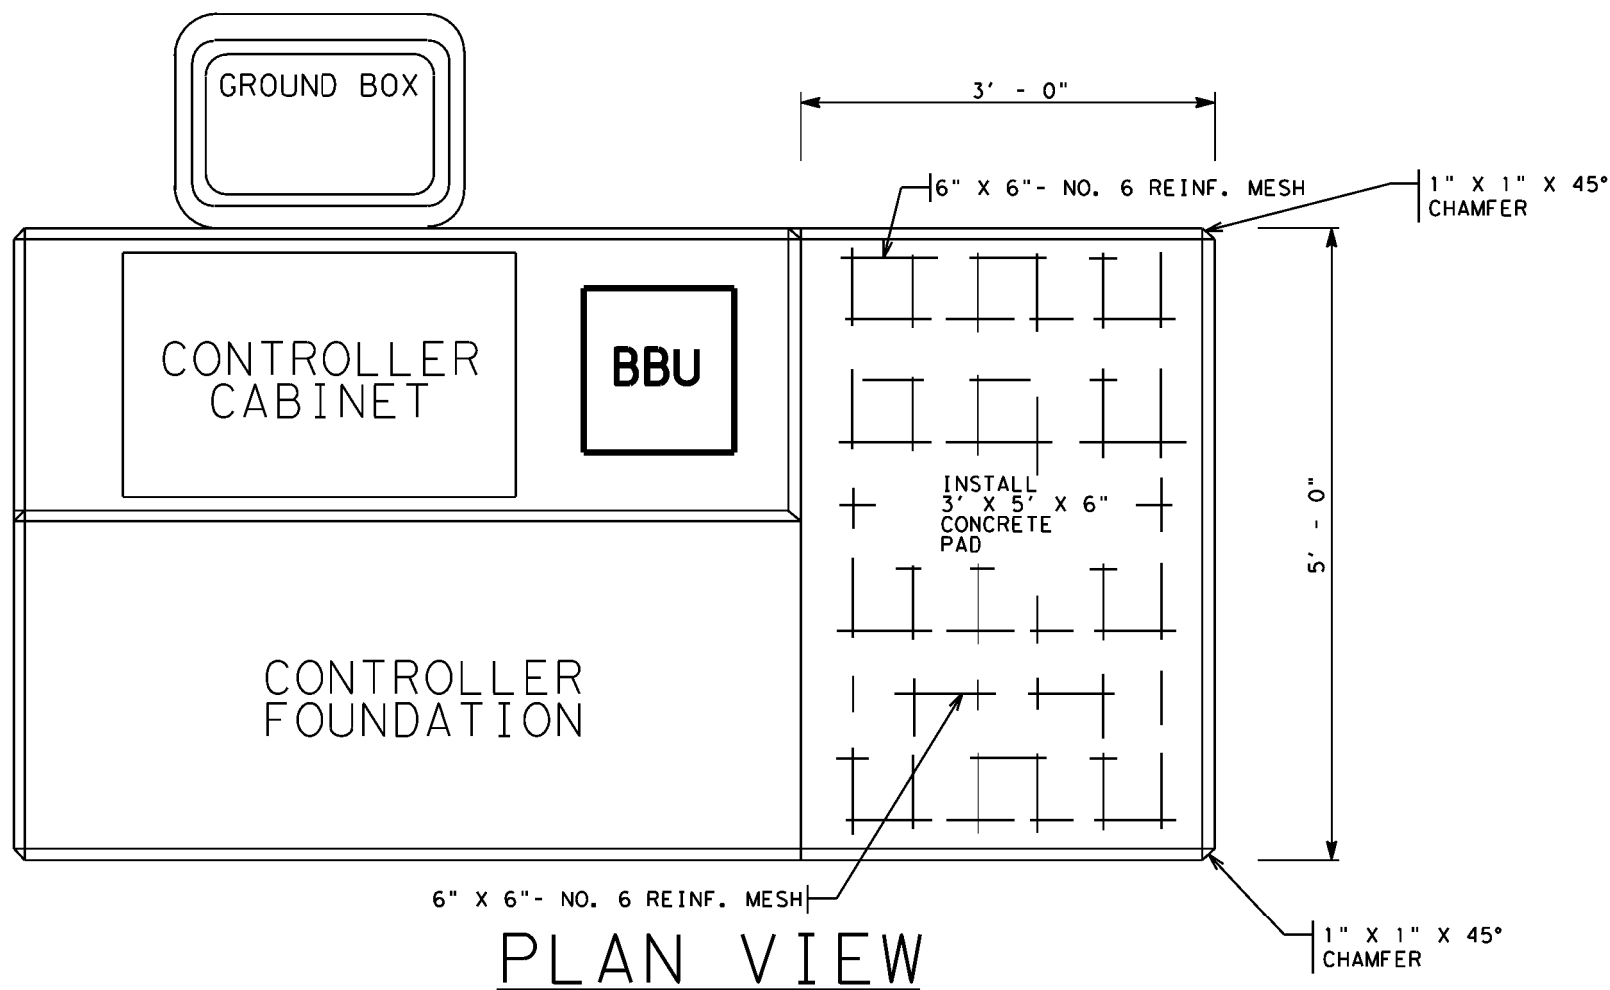 GROUND BOX
3' - 0"
6" X 6"- NO. 6 REINF. MESH
1" X 1" X 45°
CHAMFER
CONTROLLER
CABINET
BBU
INSTALL
3' X 5' X 6"
CONCRETE
PAD
5' - 0"
CONTROLLER
FOUNDATION
6" X 6"- NO. 6 REINF. MESH
1" X 1" X 45°
CHAMFER
PLAN VIEW